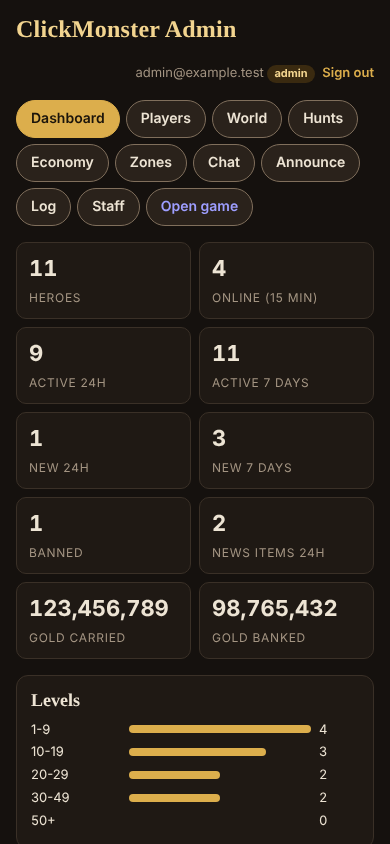 ClickMonster Admin
admin@example.test admin Sign out
Dashboard Players World Hunts
Economy Zones Chat Announce
Log Staff Open game
11 4
HEROES ONLINE (15 MIN)
9 11
ACTIVE 24H ACTIVE 7 DAYS
1 3
NEW 24H NEW 7 DAYS
1 2
BANNED NEWS ITEMS 24H
123,456,789 98,765,432
GOLD CARRIED GOLD BANKED
Levels
1-9 4
10-19 3
20-29 2
30-49 2
50+ 0